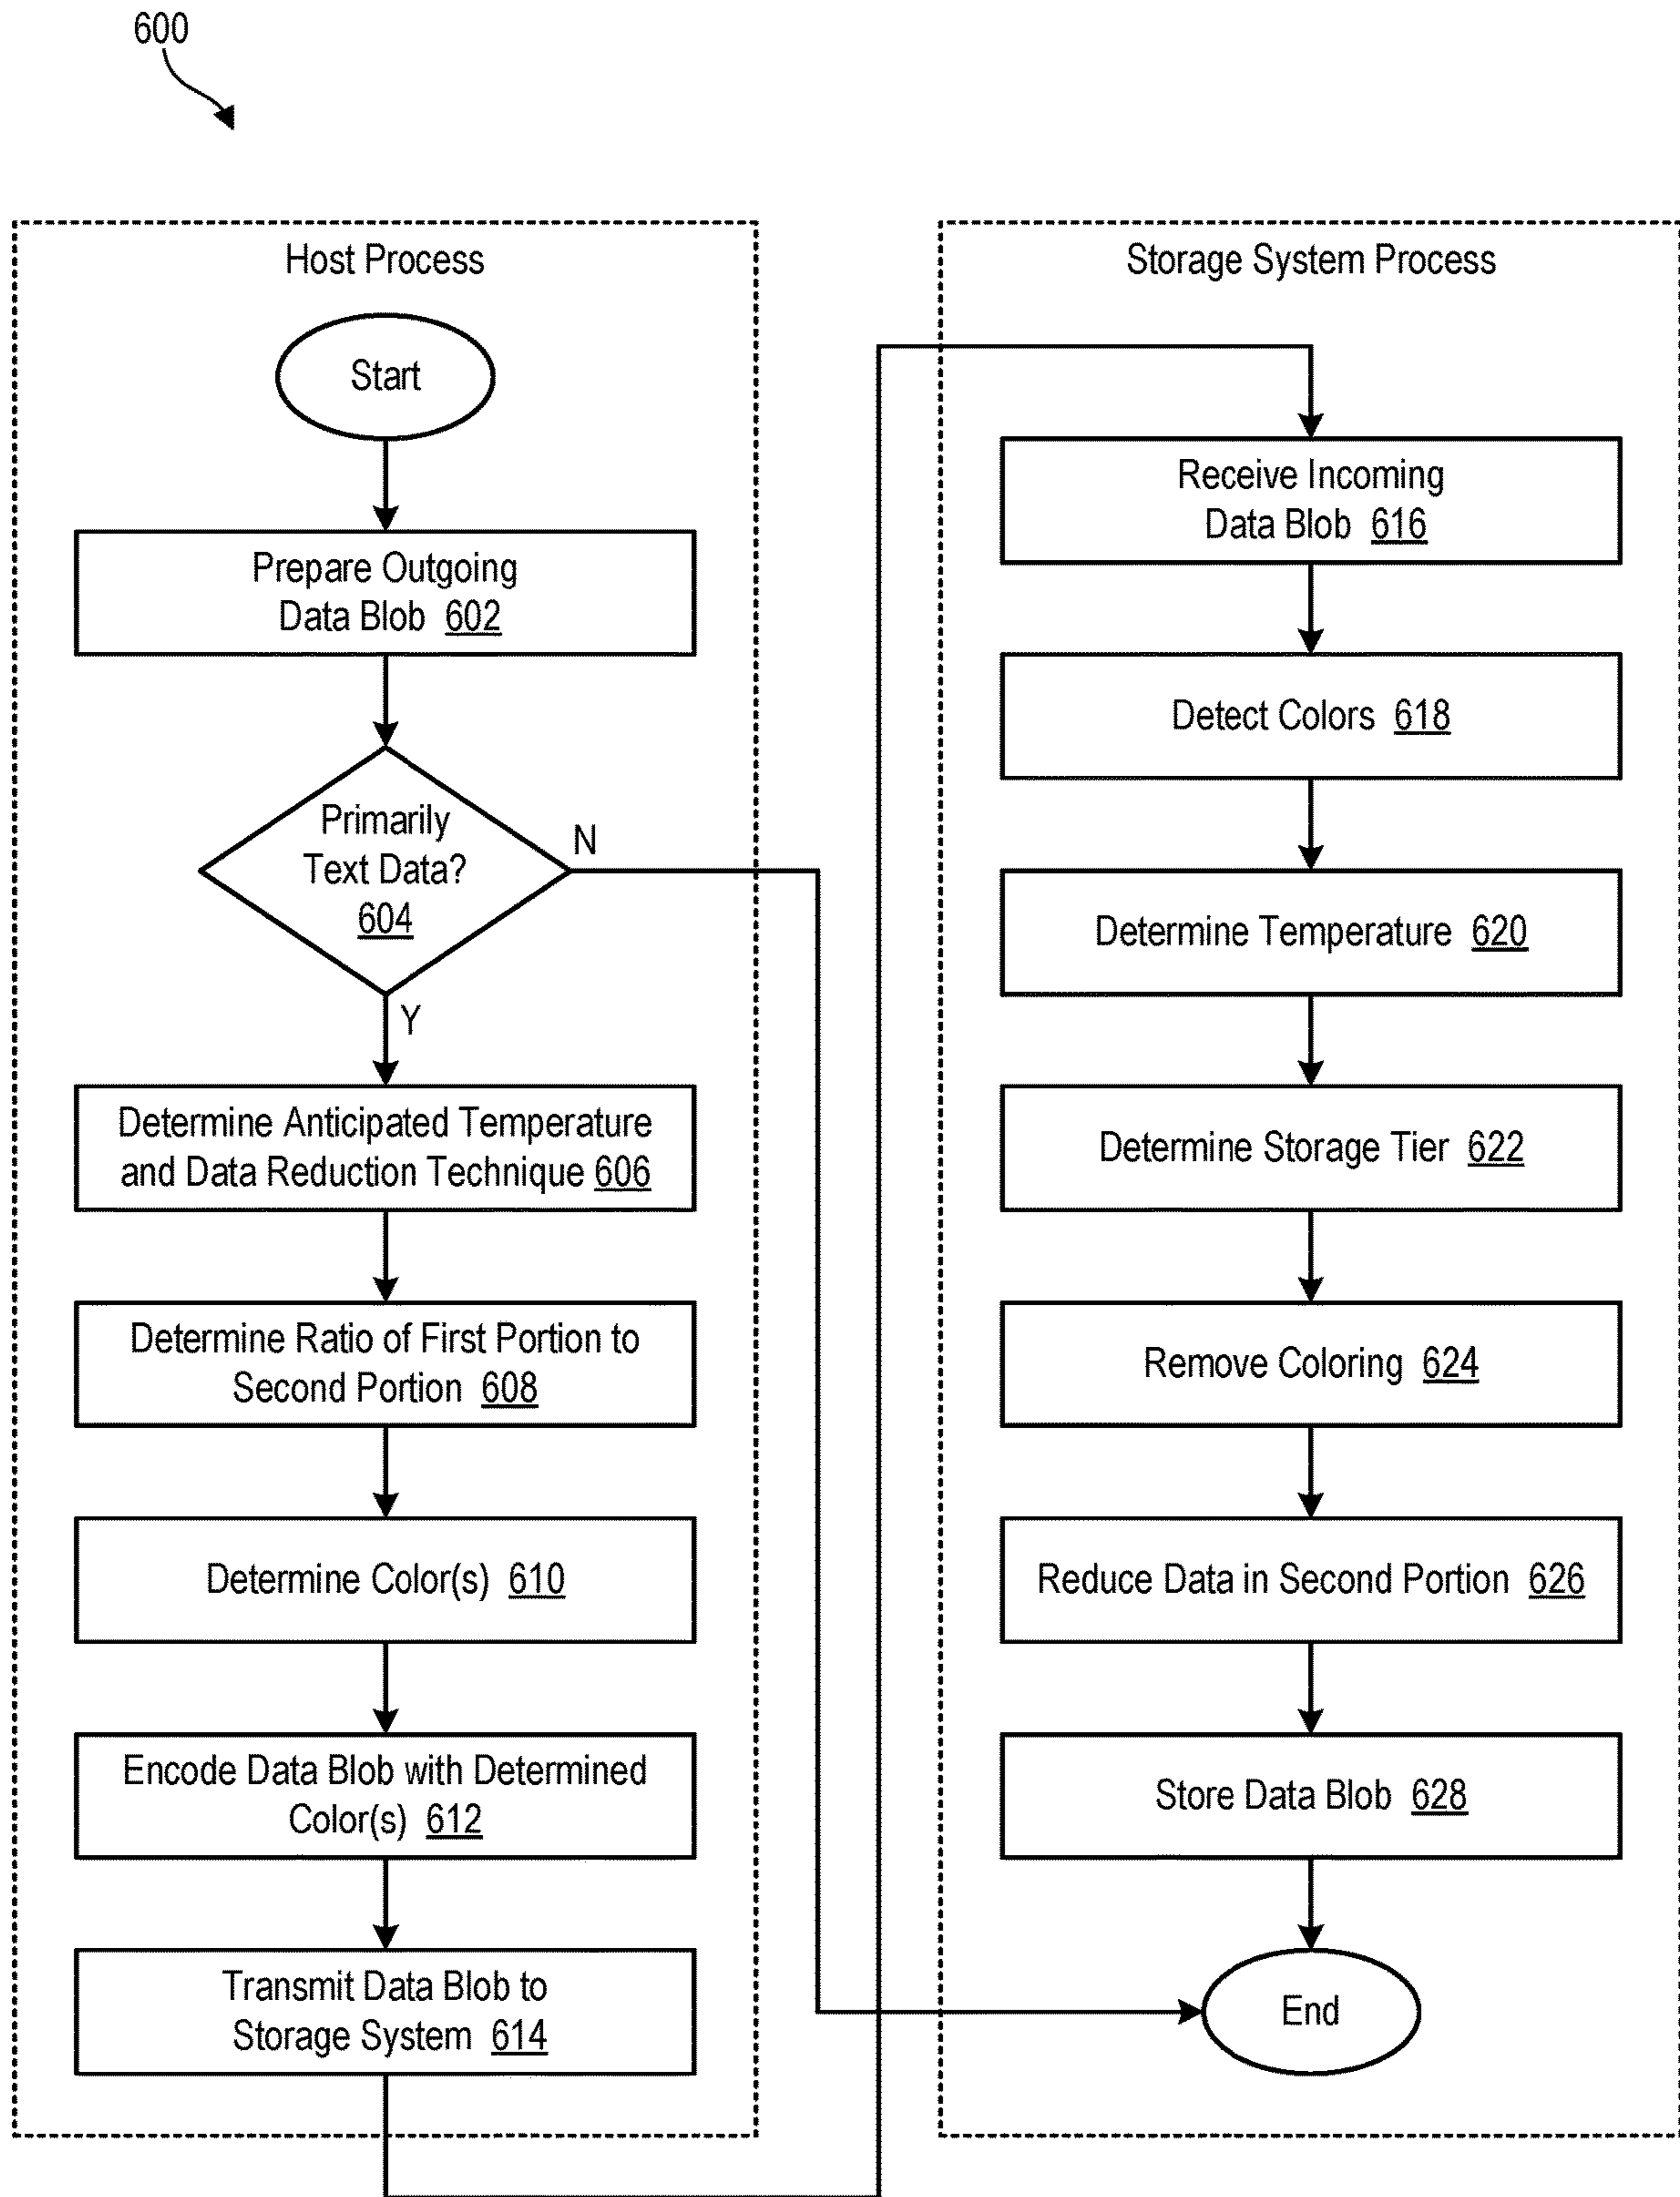 600
Host Process
Start
Prepare Outgoing
Data Blob 602
Primarily
Text Data?
604
N
Y
Determine Anticipated Temperature
and Data Reduction Technique 606
Determine Ratio of First Portion to
Second Portion 608
Determine Color(s) 610
Encode Data Blob with Determined
Color(s) 612
Transmit Data Blob to
Storage System 614
Storage System Process
Receive Incoming
Data Blob 616
Detect Colors 618
Determine Temperature 620
Determine Storage Tier 622
Remove Coloring 624
Reduce Data in Second Portion 626
Store Data Blob 628
End